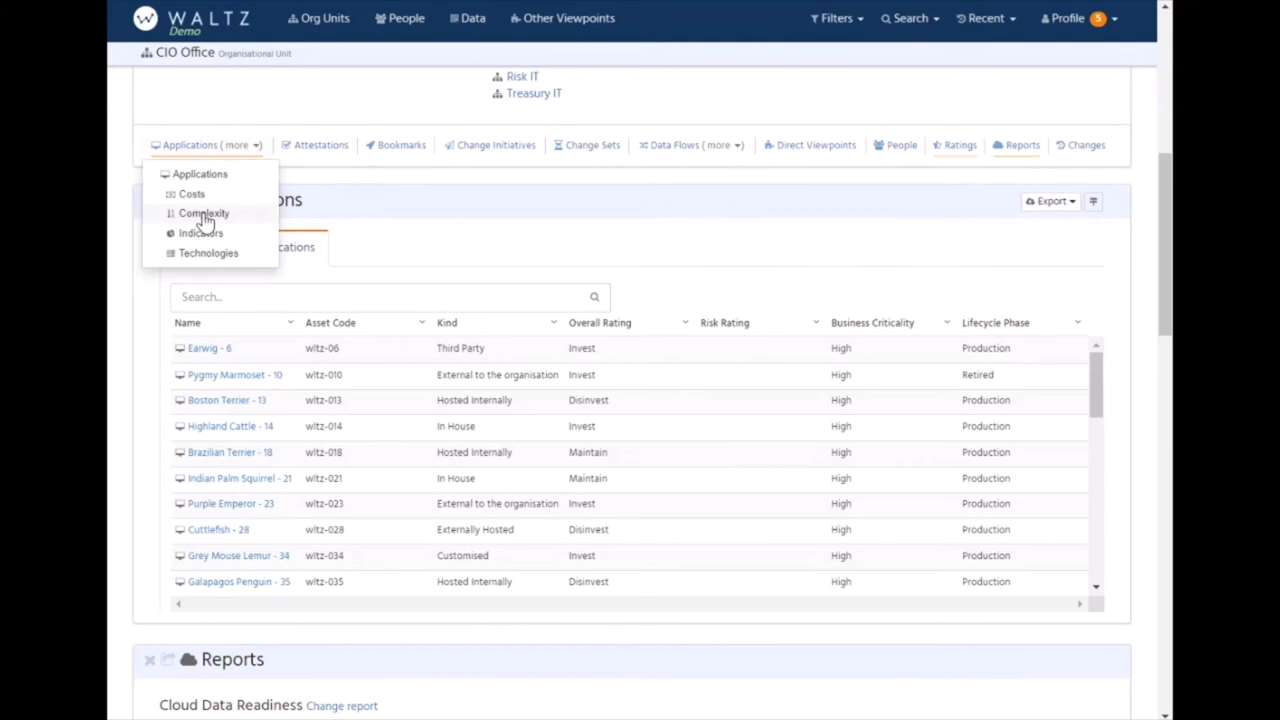 WALTZ Org Units People Data Other Viewpoints Filters Search Recent Profile 5
Demo
CIO Office Organisational Unit
Risk IT
Treasury IT
Applications ( more ) Attestations Bookmarks Change Initiatives Change Sets Data Flows ( more ) Direct Viewpoints People Ratings Reports Changes
Applications
Costs
Complexity
Indicators
Technologies
ons Export
cations
Search...
Name Asset Code Kind Overall Rating Risk Rating Business Criticality Lifecycle Phase
Earwig - 6 wltz-06 Third Party Invest High Production
Pygmy Marmoset - 10 wltz-010 External to the organisation Invest High Retired
Boston Terrier - 13 wltz-013 Hosted Internally Disinvest High Production
Highland Cattle - 14 wltz-014 In House Invest High Production
Brazilian Terrier - 18 wltz-018 Hosted Internally Maintain High Production
Indian Palm Squirrel - 21 wltz-021 In House Maintain High Production
Purple Emperor - 23 wltz-023 External to the organisation Invest High Production
Cuttlefish - 28 wltz-028 Externally Hosted Disinvest High Production
Grey Mouse Lemur - 34 wltz-034 Customised Invest High Production
Galapagos Penguin - 35 wltz-035 Hosted Internally Disinvest High Production
Reports
Cloud Data Readiness Change report